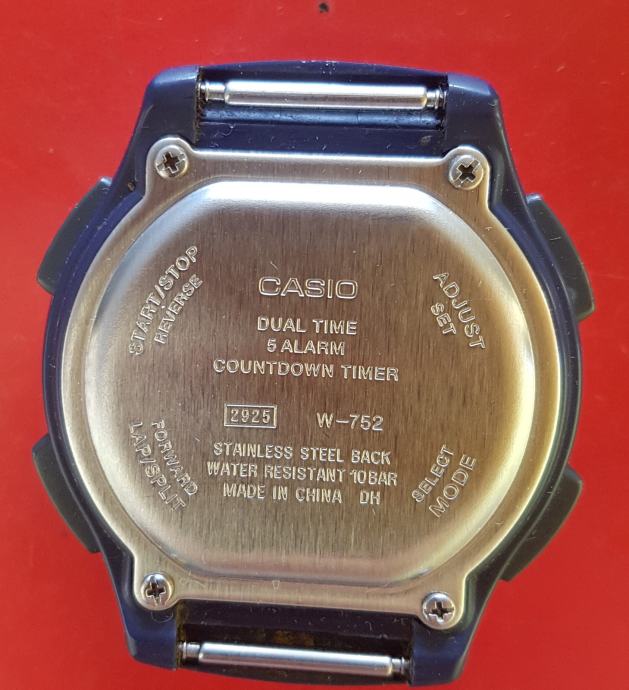 CASIO
DUAL TIME
5 ALARM
COUNTDOWN TIMER
2925 W-752
STAINLESS STEEL BACK
WATER RESISTANT 10BAR
MADE IN CHINA DH
START/STOP
REVERSE
ADJUST
SET
FORWARD
LAP/SPLIT
SELECT
MODE